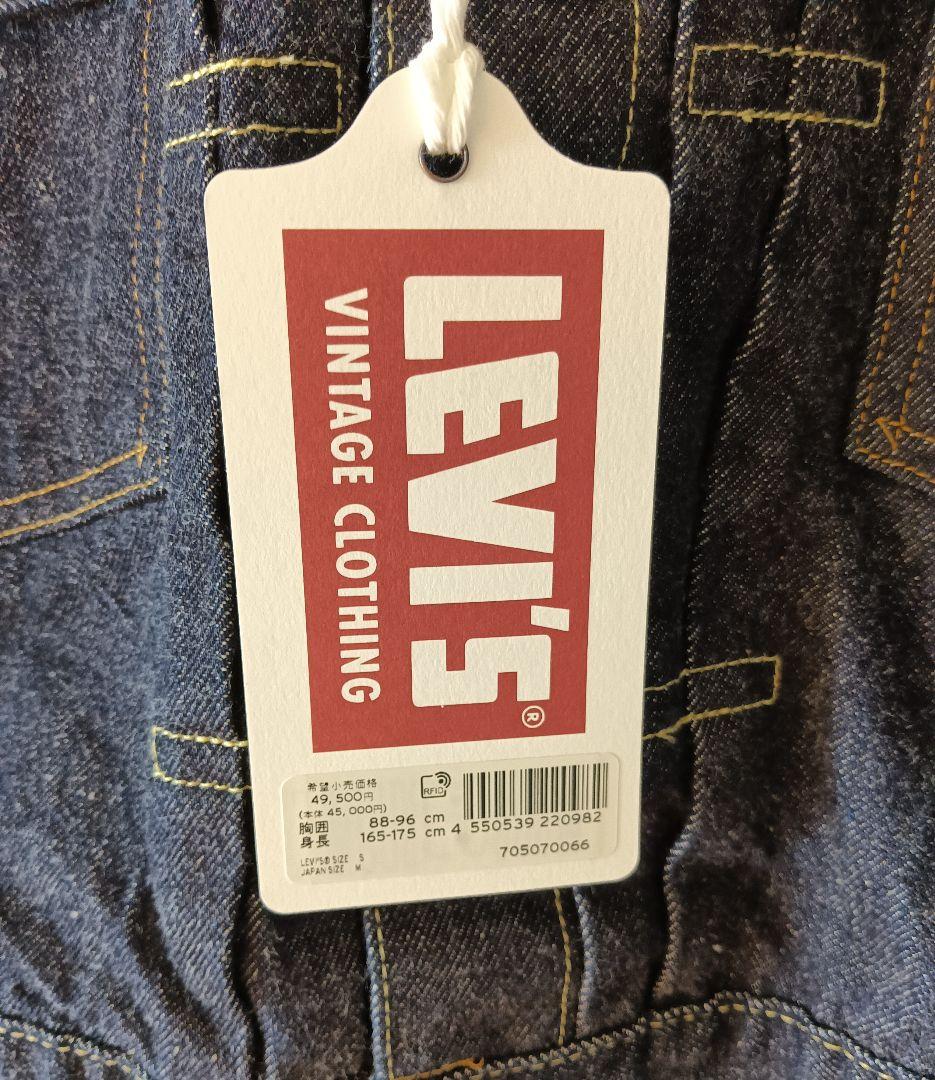 LEVI'S®
VINTAGE CLOTHING
希望小売価格
49,500円
(本体 45,000円)
胸囲 88-96 cm
身長 165-175 cm
LEVI'S® SIZE S
JAPAN SIZE M
RFID
4 550539 220982
705070066